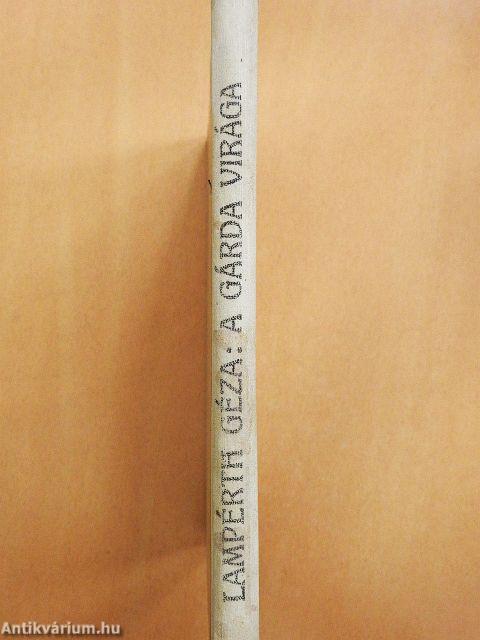 LAMPÉRTH GÉZA: A GÁRDA VIRÁGA
Antikvárium.hu